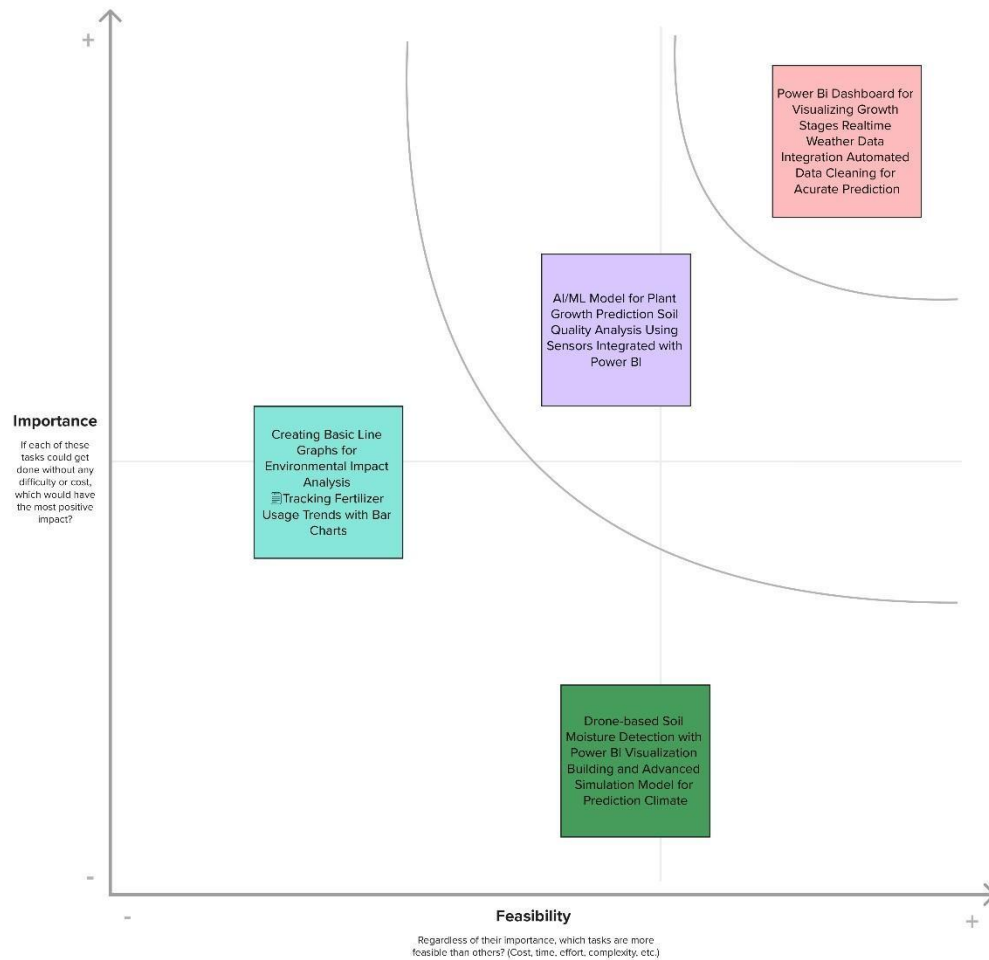 +
Power Bi Dashboard for
Visualizing Growth
Stages Realtime
Weather Data
Integration Automated
Data Cleaning for
Acurate Prediction
AI/ML Model for Plant
Growth Prediction Soil
Quality Analysis Using
Sensors Integrated with
Power BI
Importance
If each of these
tasks could get
done without any
difficulty or cost,
which would have
the most positive
impact?
Creating Basic Line
Graphs for
Environmental Impact
Analysis
Tracking Fertilizer
Usage Trends with Bar
Charts
Drone-based Soil
Moisture Detection with
Power BI Visualization
Building and Advanced
Simulation Model for
Prediction Climate
-
-
Feasibility
+
Regardless of their importance, which tasks are more
feasible than others? (Cost, time, effort, complexity, etc.)